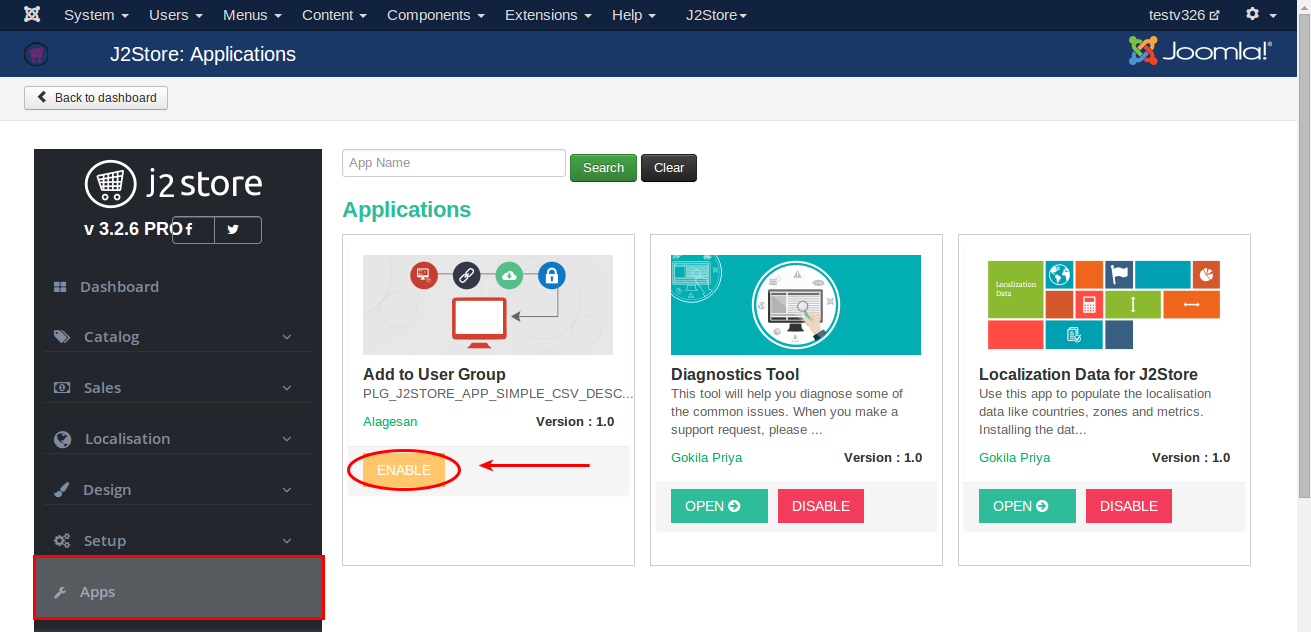 System Users Menus Content Components Extensions Help J2Store testv326
J2Store: Applications Joomla!®
Back to dashboard
j2store
v 3.2.6 PRO
Dashboard
Catalog
Sales
Localisation
Design
Setup
Apps
App Name Search Clear
Applications
Add to User Group
PLG_J2STORE_APP_SIMPLE_CSV_DESC...
Alagesan Version : 1.0
ENABLE
Diagnostics Tool
This tool will help you diagnose some of
the common issues. When you make a
support request, please ...
Gokila Priya Version : 1.0
OPEN DISABLE
Localization
Data
Localization Data for J2Store
Use this app to populate the localisation
data like countries, zones and metrics.
Installing the dat...
Gokila Priya Version : 1.0
OPEN DISABLE